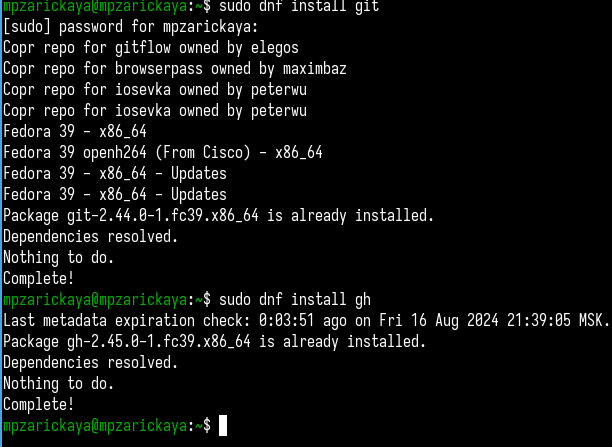 mpzarickaya@mpzarickaya:~$ sudo dnf install git
[sudo] password for mpzarickaya:
Copr repo for gitflow owned by elegos
Copr repo for browserpass owned by maximbaz
Copr repo for iosevka owned by peterwu
Copr repo for iosevka owned by peterwu
Fedora 39 - x86_64
Fedora 39 openh264 (From Cisco) - x86_64
Fedora 39 - x86_64 - Updates
Fedora 39 - x86_64 - Updates
Package git-2.44.0-1.fc39.x86_64 is already installed.
Dependencies resolved.
Nothing to do.
Complete!
mpzarickaya@mpzarickaya:~$ sudo dnf install gh
Last metadata expiration check: 0:03:51 ago on Fri 16 Aug 2024 21:39:05 MSK.
Package gh-2.45.0-1.fc39.x86_64 is already installed.
Dependencies resolved.
Nothing to do.
Complete!
mpzarickaya@mpzarickaya:~$